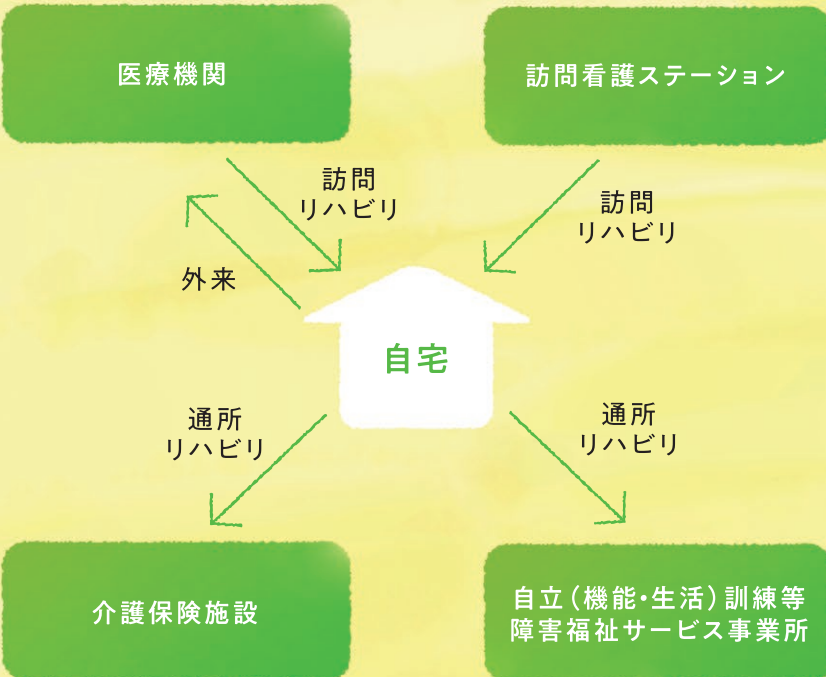 医療機関
訪問看護ステーション
訪問
リハビリ
訪問
リハビリ
外来
自宅
通所
リハビリ
通所
リハビリ
介護保険施設
自立（機能・生活）訓練等
障害福祉サービス事業所